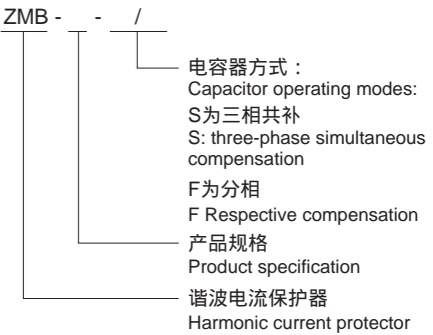 ZMB - - /
电容器方式：
Capacitor operating modes:
S为三相共补
S: three-phase simultaneous
compensation
F为分相
F Respective compensation
产品规格
Product specification
谐波电流保护器
Harmonic current protector